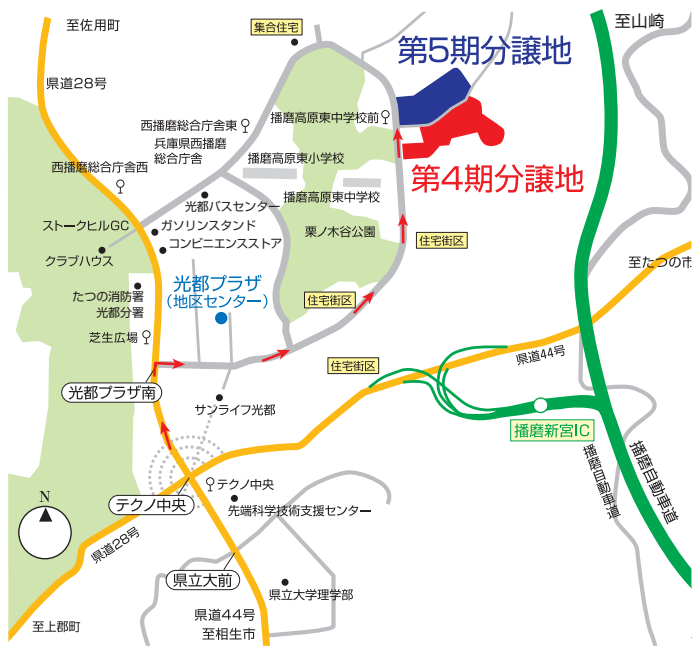 至佐用町
集合住宅
至山崎
第5期分譲地
県道28号
播磨高原東中学校前
西播磨総合庁舎東
兵庫県西播磨
総合庁舎
播磨高原東小学校
西播磨総合庁舎西
第4期分譲地
播磨高原東中学校
光都バスセンター
ストークヒルGC
ガソリンスタンド
栗ノ木谷公園
コンビニエンスストア
住宅街区
クラブハウス
至たつの市
光都プラザ
(地区センター)
たつの消防署
光都分署
住宅街区
芝生広場
県道44号
住宅街区
光都プラザ南
サンライフ光都
播磨新宮IC
播磨自動車道
播磨自動車道
テクノ中央
テクノ中央
先端科学技術支援センター
N
県道28号
県立大前
県立大学理学部
県道44号
至相生市
至上郡町